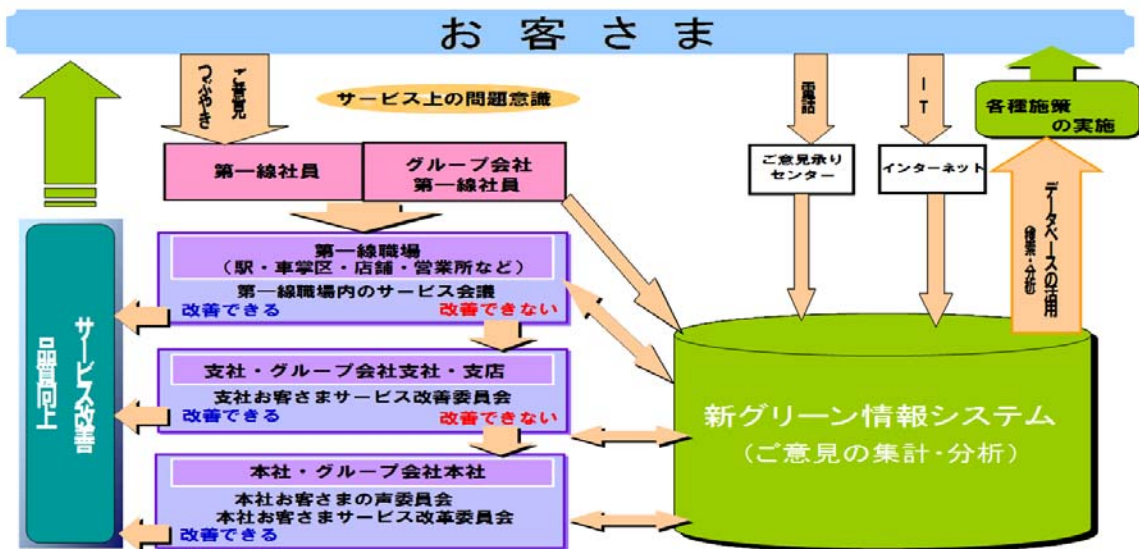 お客さま
ご意見
つぶやき
サービス上の問題意識
電話
IT
各種施策
の実施
第一線社員
グループ会社
第一線社員
ご意見承り
センター
インターネット
データベースの活用
(検索・分析)
第一線職場
(駅・車掌区・店舗・営業所など)
第一線職場内のサービス会議
改善できる
改善できない
支社・グループ会社支社・支店
支社お客さまサービス改善委員会
改善できる
改善できない
本社・グループ会社本社
本社お客さまの声委員会
本社お客さまサービス改革委員会
改善できる
サービス改善
品質向上
新グリーン情報システム
(ご意見の集計・分析)